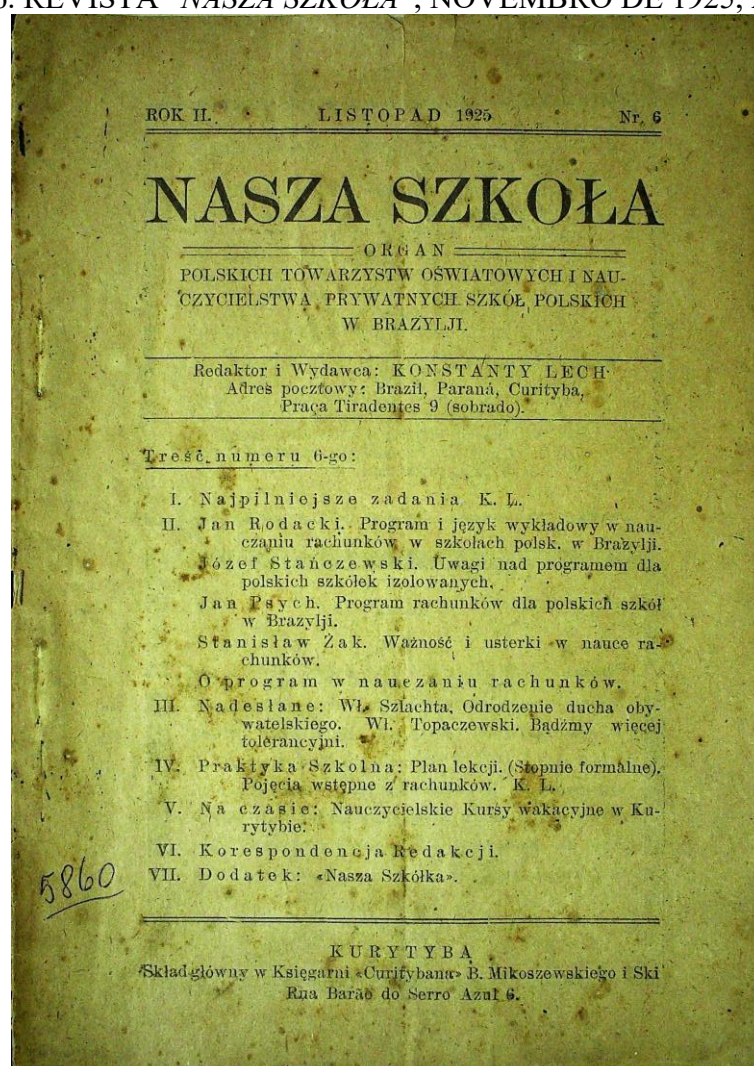 REVISTA "NASZA SZKOŁA", NOVEMBRO DE 1925,
ROK II. LISTOPAD 1925 Nr. 6
NASZA SZKOŁA
ORGAN
POLSKICH TOWARZYSTW OŚWIATOWYCH I NAU-
CZYCIELSTWA PRYWATNYCH SZKÓŁ POLSKICH
W BRAZYLJI.
Redaktor i Wydawca: KONSTANTY LECH
Adres pocztowy: Brazil, Paraná, Curityba,
Praça Tiradentes 9 (sobrado).
Treść numeru 6-go:
I. Najpilniejsze zadania K. L.
II. Jan Rodacki. Program i język wykładowy w nau-
czaniu rachunków w szkołach polsk. w Brazylji.
Józef Stańczewski. Uwagi nad programem dla
polskich szkółek izolowanych.
Jan Psych. Program rachunków dla polskich szkół
w Brazylji.
Stanisław Żak. Ważność i usterki w nauce ra-
chunków.
O program w nauczaniu rachunków.
III. Nadesłane: Wł. Szlachta, Odrodzenie ducha oby-
watelskiego. Wł. Topaczewski. Bądźmy więcej
tolerancyjni.
IV. Praktyka Szkolna: Plan lekcji. (Stopnie formalne).
Pojęcia wstępne z rachunków. K. L.
V. Na czasie: Nauczycielskie Kursy wakacyjne w Ku-
rytybie.
VI. Korespondencja Redakcji.
VII. Dodatek: «Nasza Szkółka».
5860
KURYTYBA
Skład główny w Księgarni «Curitybana» B. Mikoszewskiego i Ski
Rua Barão do Serro Azul 6.